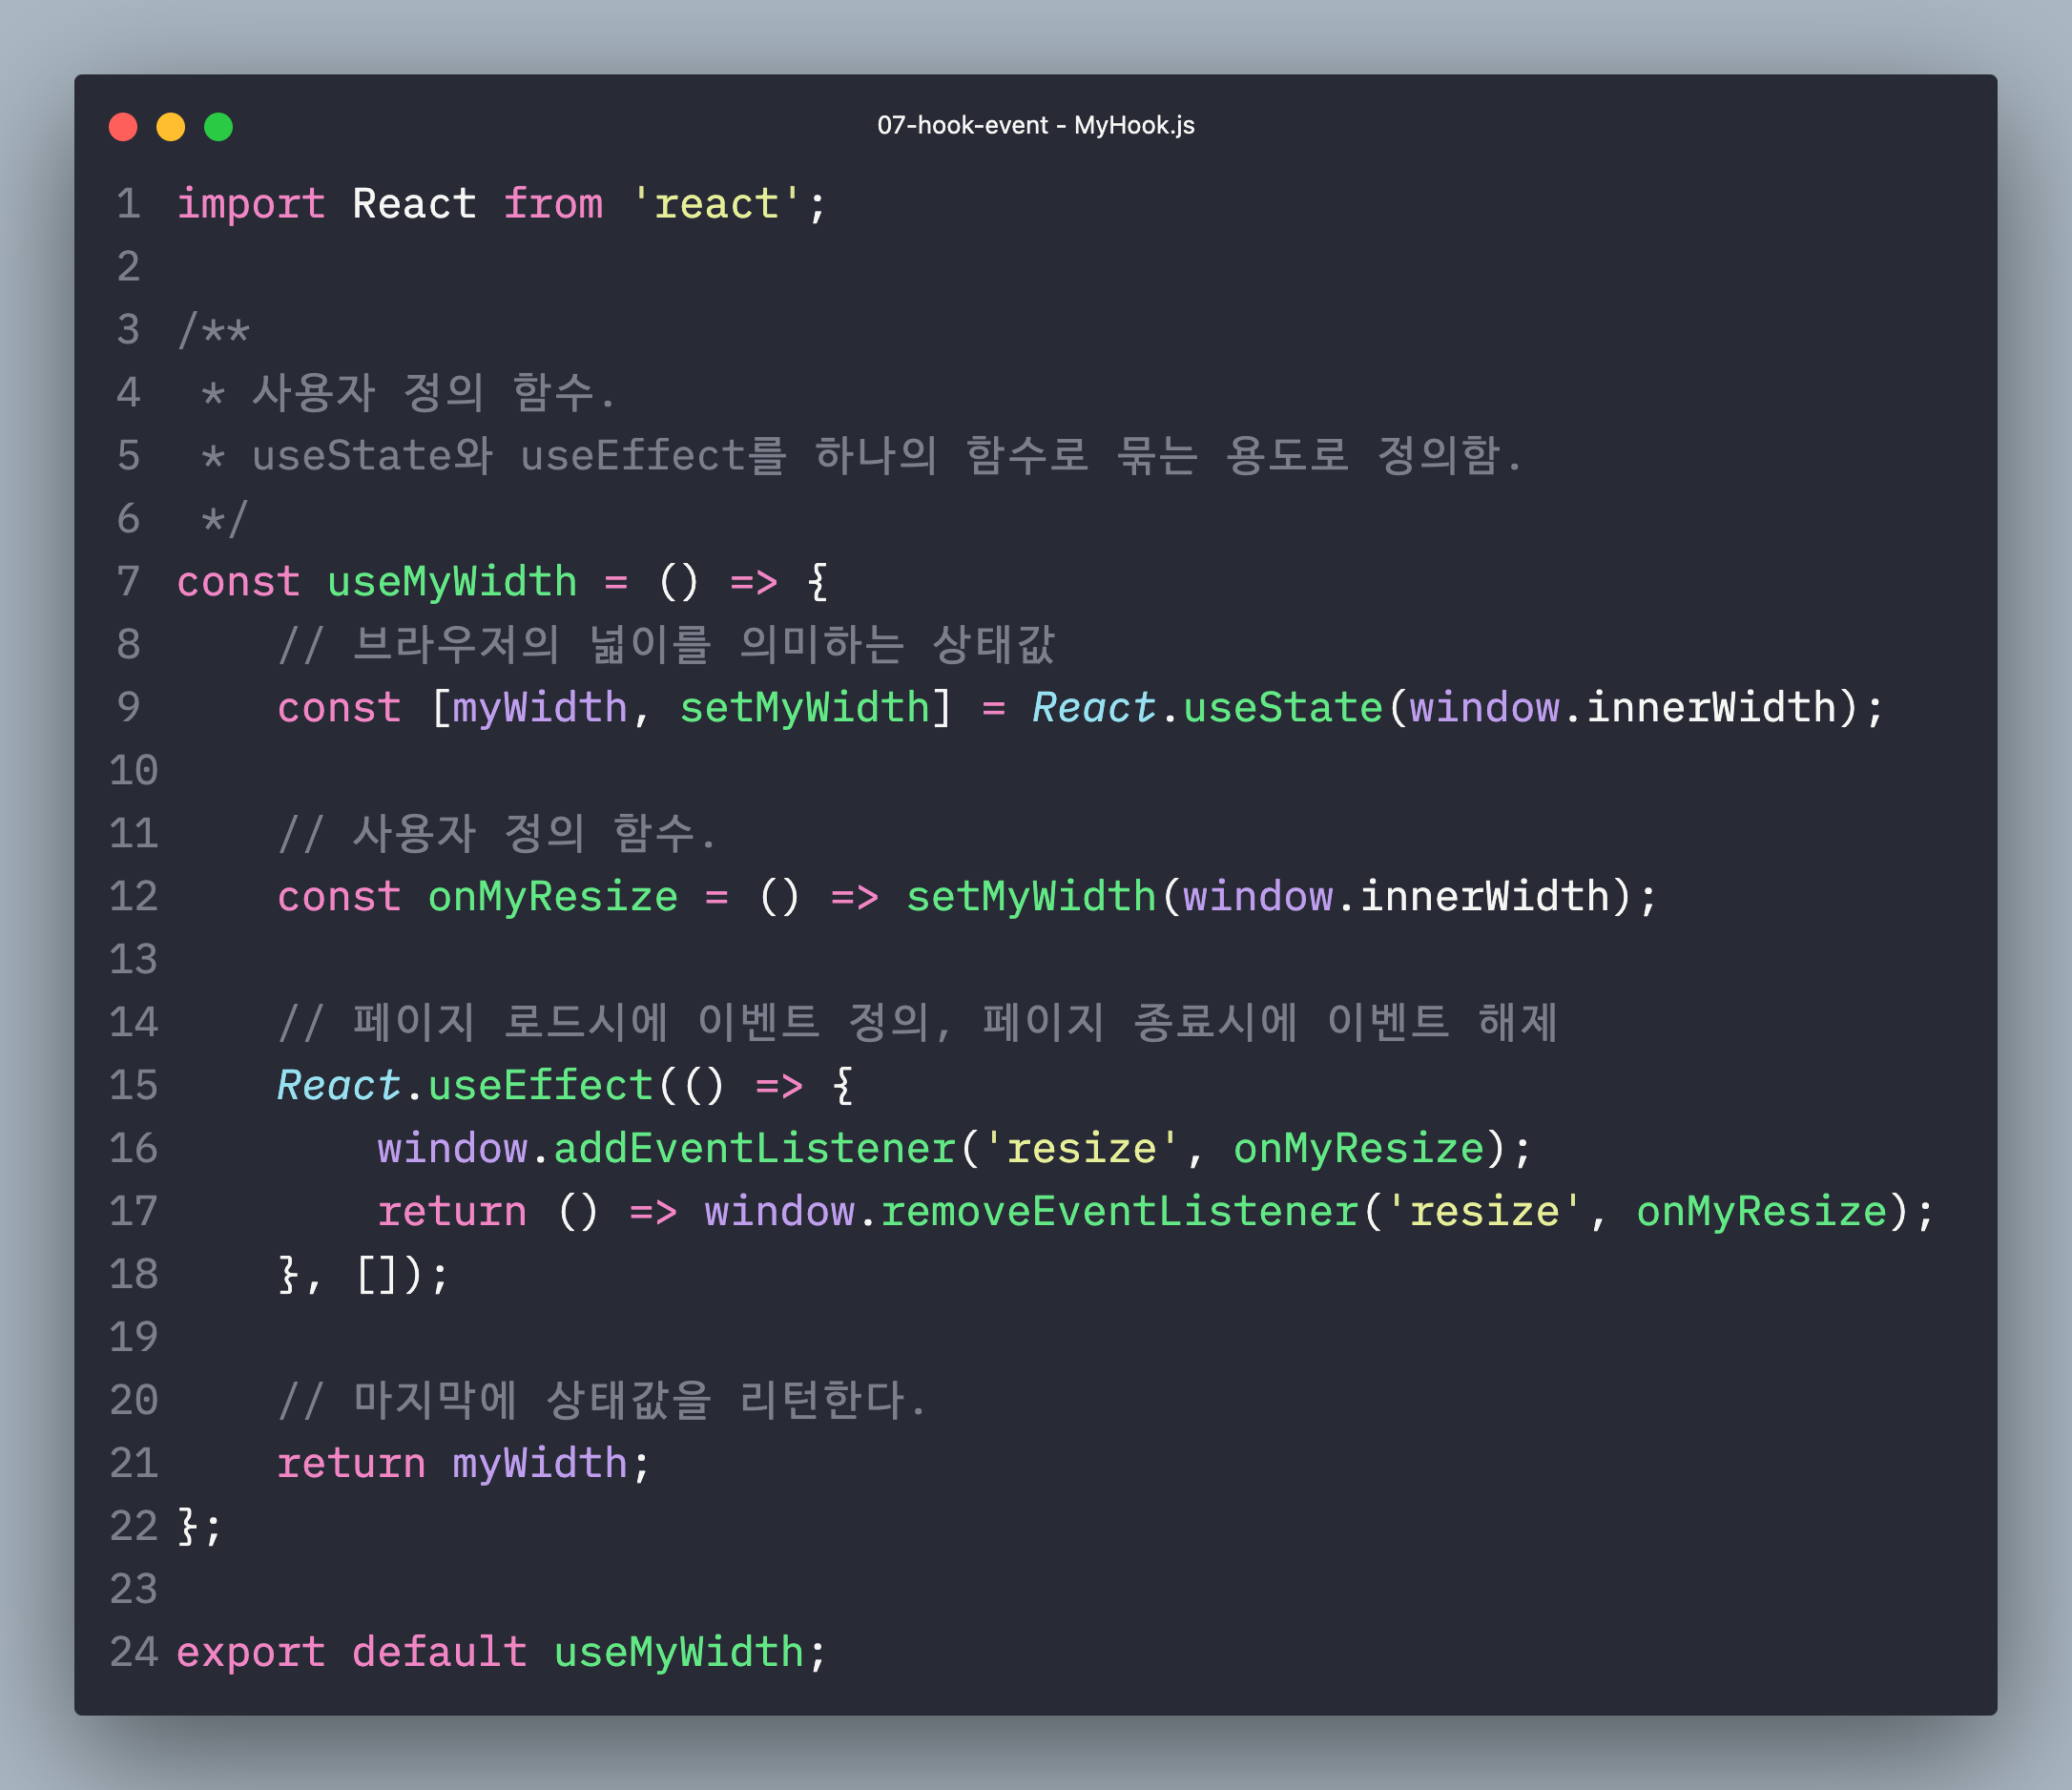 07-hook-event - MyHook.js
1 import React from 'react';
2
3 /**
4  * 사용자 정의 함수.
5  * useState와 useEffect를 하나의 함수로 묶는 용도로 정의함.
6  */
7 const useMyWidth = () => {
8     // 브라우저의 넓이를 의미하는 상태값
9     const [myWidth, setMyWidth] = React.useState(window.innerWidth);
10
11     // 사용자 정의 함수.
12     const onMyResize = () => setMyWidth(window.innerWidth);
13
14     // 페이지 로드시에 이벤트 정의, 페이지 종료시에 이벤트 해제
15     React.useEffect(() => {
16         window.addEventListener('resize', onMyResize);
17         return () => window.removeEventListener('resize', onMyResize);
18     }, []);
19
20     // 마지막에 상태값을 리턴한다.
21     return myWidth;
22 };
23
24 export default useMyWidth;